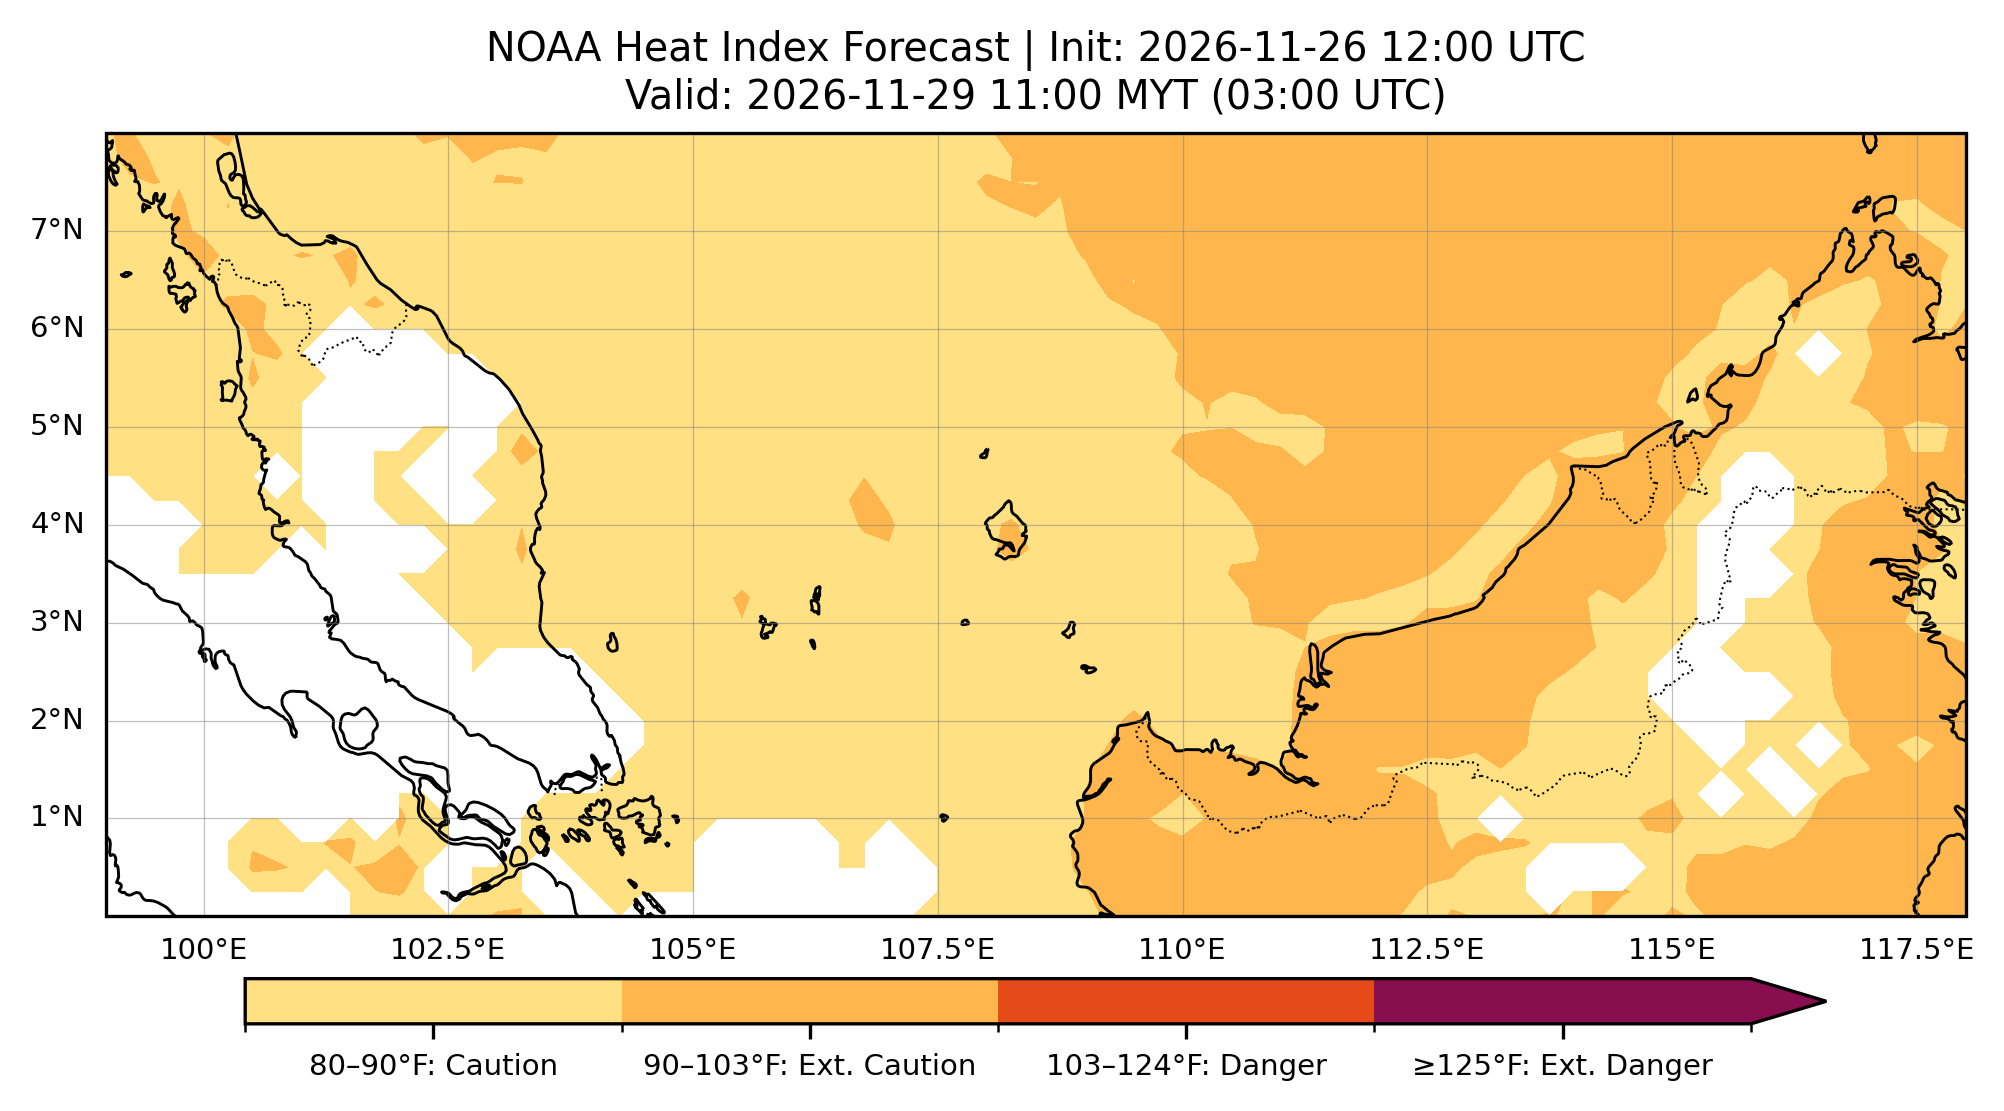 NOAA Heat Index Forecast | Init: 2026-11-26 12:00 UTC
Valid: 2026-11-29 11:00 MYT (03:00 UTC)
7°N
6°N
5°N
4°N
3°N
2°N
1°N
100°E
102.5°E
105°E
107.5°E
110°E
112.5°E
115°E
117.5°E
80–90°F: Caution
90–103°F: Ext. Caution
103–124°F: Danger
≥125°F: Ext. Danger